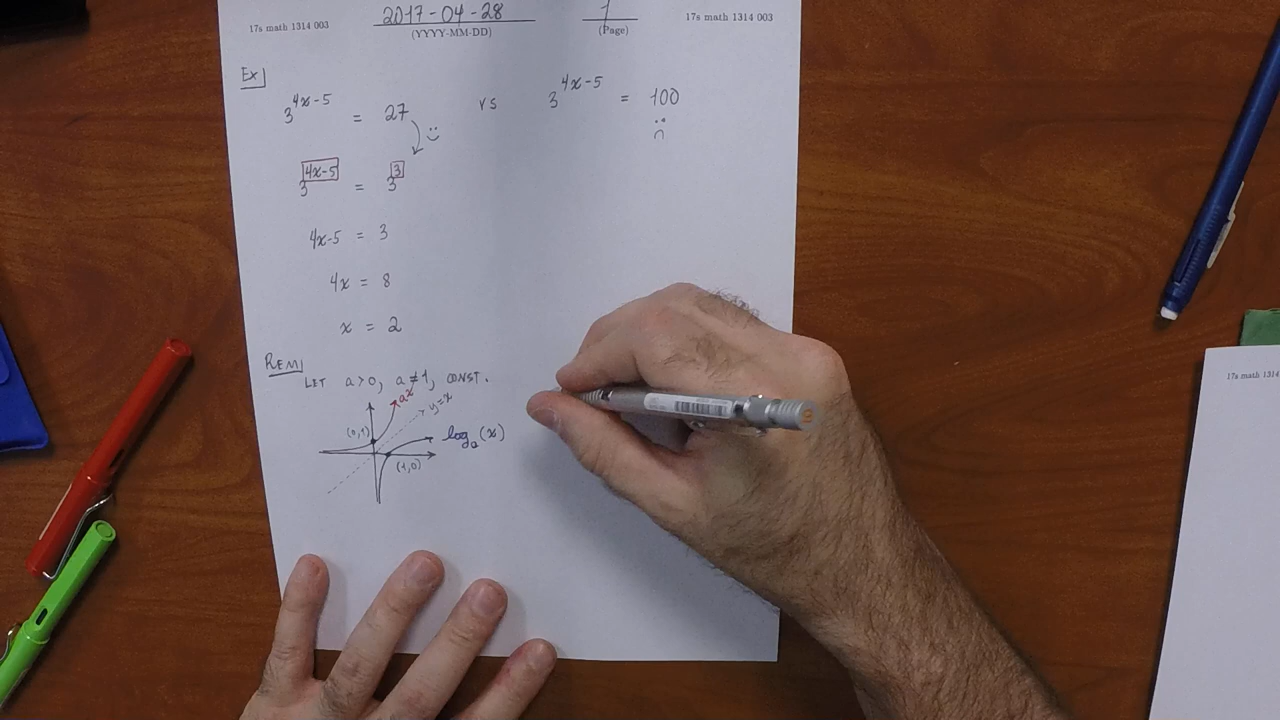 17s math 1314 003
2017-04-28
(YYYY-MM-DD)
1
(Page)
17s math 1314 003
Ex
3^{4x-5} = 27 vs 3^{4x-5} = 100
3^{4x-5} = 3^{3}
4x-5 = 3
4x = 8
x = 2
REM
LET a>0, a≠1, CONST.
a^x
y=x
(0,1)
log_a(x)
(1,0)
17s math 1314